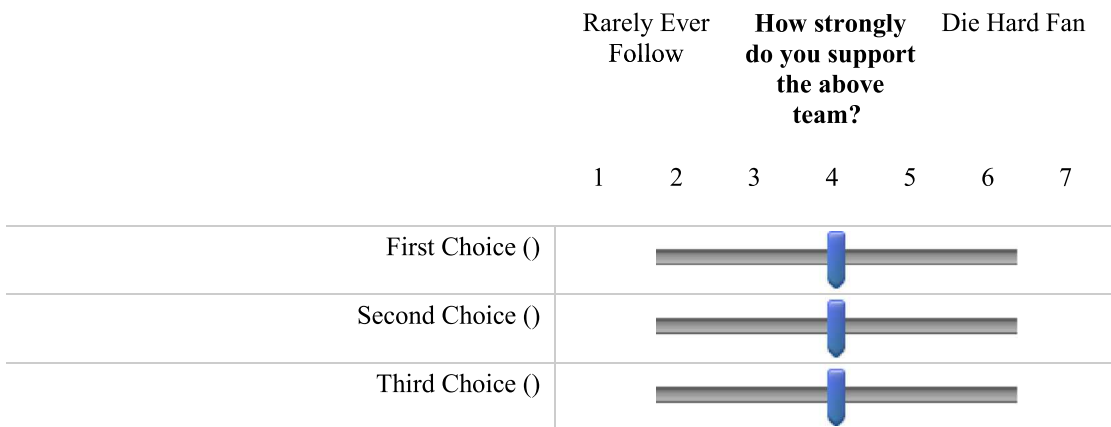 Rarely Ever
Follow
How strongly
do you support
the above
team?
Die Hard Fan
1 2 3 4 5 6 7
First Choice ()
Second Choice ()
Third Choice ()